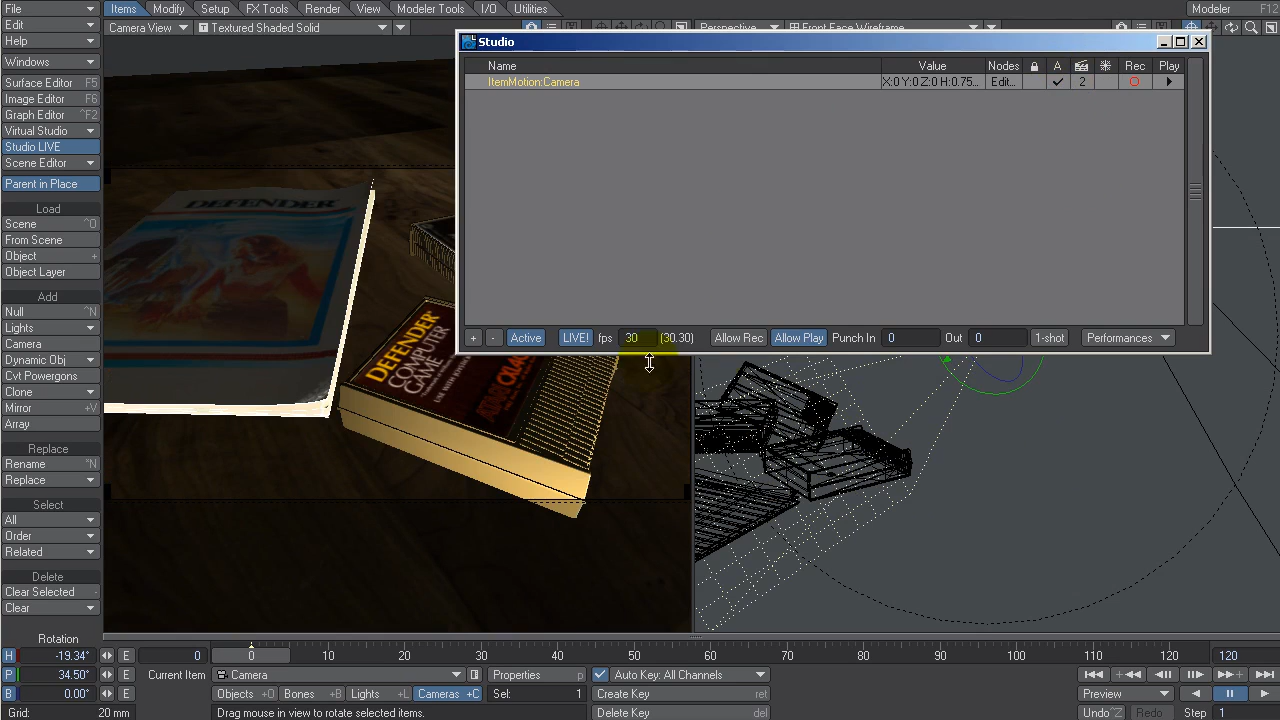 File
Items Modify Setup FX Tools Render View Modeler Tools I/O Utilities
Modeler F12
Edit
Help
Camera View Textured Shaded Solid
Perspective Front Face Wireframe
Windows
Surface Editor F5
Image Editor F6
Graph Editor ^F2
Virtual Studio
Studio LIVE
Scene Editor
Parent in Place
Load
Scene ^O
From Scene
Object +
Object Layer
Add
Null ^N
Lights
Camera
Dynamic Obj
Cvt Powergons
Clone
Mirror +V
Array
Replace
Rename ^N
Replace
Select
All
Order
Related
Delete
Clear Selected -
Clear
Studio
Name Value Nodes A Rec Play
ItemMotion:Camera X:0 Y:0 Z:0 H:0.75... Edit... 2
+ - Active LIVE! fps 30 (30.30) Allow Rec Allow Play Punch In 0 Out 0 1-shot Performances
DEFENDER
DEFENDER
COMPUTER
GAME
Rotation
H -19.34° E
P 34.50° E
B 0.00° E
Grid: 20 mm
0 0 10 20 30 40 50 60 70 80 90 100 110 120 120
Current Item Camera Properties p Auto Key: All Channels
Objects +O Bones +B Lights +L Cameras +C Sel: 1 Create Key ret
Drag mouse in view to rotate selected items. Delete Key del
Preview
Undo ^Z Redo Step 1